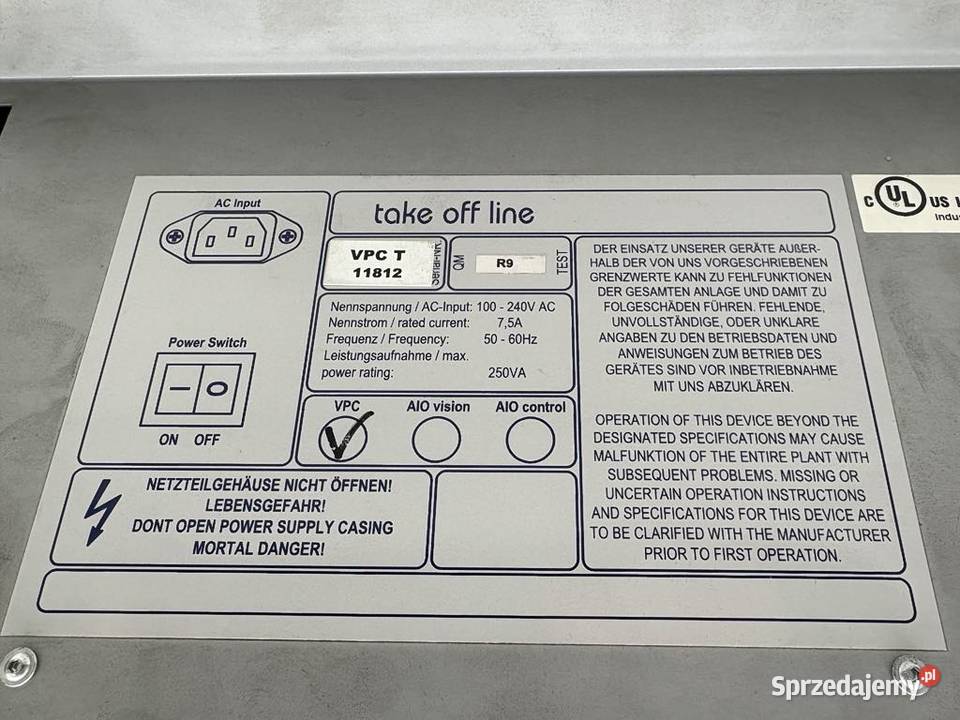 AC Input
Power Switch
ON OFF
take off line
VPC T
11812
QM
R9
TEST
Nennspannung / AC-Input: 100 - 240V AC
Nennstrom / rated current: 7,5A
Frequenz / Frequency: 50 - 60Hz
Leistungsaufnahme / max.
power rating: 250VA
VPC AIO vision AIO control
NETZTEILGEHÄUSE NICHT ÖFFNEN!
LEBENSGEFAHR!
DONT OPEN POWER SUPPLY CASING
MORTAL DANGER!
DER EINSATZ UNSERER GERÄTE AUßER-
HALB DER VON UNS VORGESCHRIEBENEN
GRENZWERTE KANN ZU FEHLFUNKTIONEN
DER GESAMTEN ANLAGE UND DAMIT ZU
FOLGESCHÄDEN FÜHREN. FEHLENDE,
UNVOLLSTÄNDIGE, ODER UNKLARE
ANGABEN ZU DEN BETRIEBSDATEN UND
ANWEISUNGEN ZUM BETRIEB DES
GERÄTES SIND VOR INBETRIEBNAHME
MIT UNS ABZUKLÄREN.
OPERATION OF THIS DEVICE BEYOND THE
DESIGNATED SPECIFICATIONS MAY CAUSE
MALFUNKTION OF THE ENTIRE PLANT WITH
SUBSEQUENT PROBLEMS. MISSING OR
UNCERTAIN OPERATION INSTRUCTIONS
AND SPECIFICATIONS FOR THIS DEVICE ARE
TO BE CLARIFIED WITH THE MANUFACTURER
PRIOR TO FIRST OPERATION.
C UL US
Sprzedajemy.pl